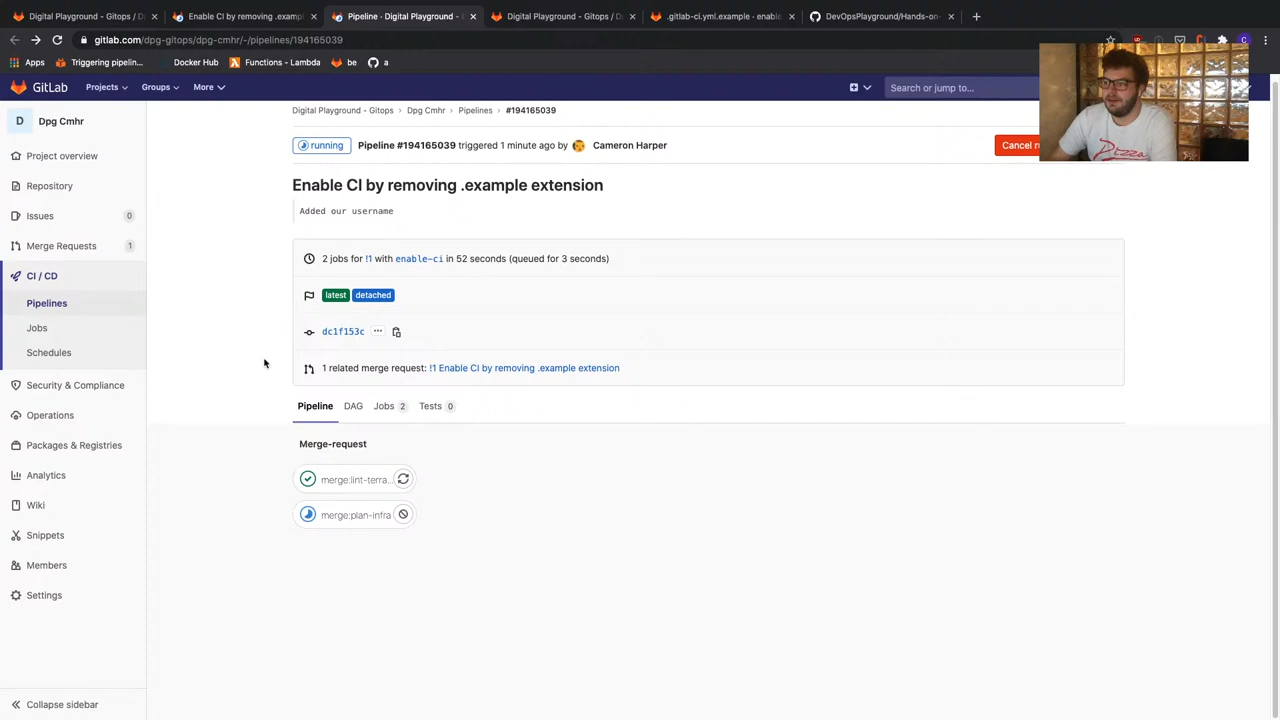 Digital Playground - Gitops / D
Enable CI by removing .exampl
Pipeline · Digital Playground -
Digital Playground - Gitops / D
.gitlab-ci.yml.example · enable
DevOpsPlayground/Hands-on-
gitlab.com/dpg-gitops/dpg-cmhr/-/pipelines/194165039
Apps
Triggering pipelin...
Docker Hub
Functions - Lambda
be
a
GitLab
Projects
Groups
More
Search or jump to...
D
Dpg Cmhr
Project overview
Repository
Issues 0
Merge Requests 1
CI / CD
Pipelines
Jobs
Schedules
Security & Compliance
Operations
Packages & Registries
Analytics
Wiki
Snippets
Members
Settings
Collapse sidebar
Digital Playground - Gitops › Dpg Cmhr › Pipelines › #194165039
running Pipeline #194165039 triggered 1 minute ago by Cameron Harper
Cancel ru
Enable CI by removing .example extension
Added our username
2 jobs for !1 with enable-ci in 52 seconds (queued for 3 seconds)
latest detached
dc1f153c ...
1 related merge request: !1 Enable CI by removing .example extension
Pipeline DAG Jobs 2 Tests 0
Merge-request
merge:lint-terra...
merge:plan-infra
Pizza